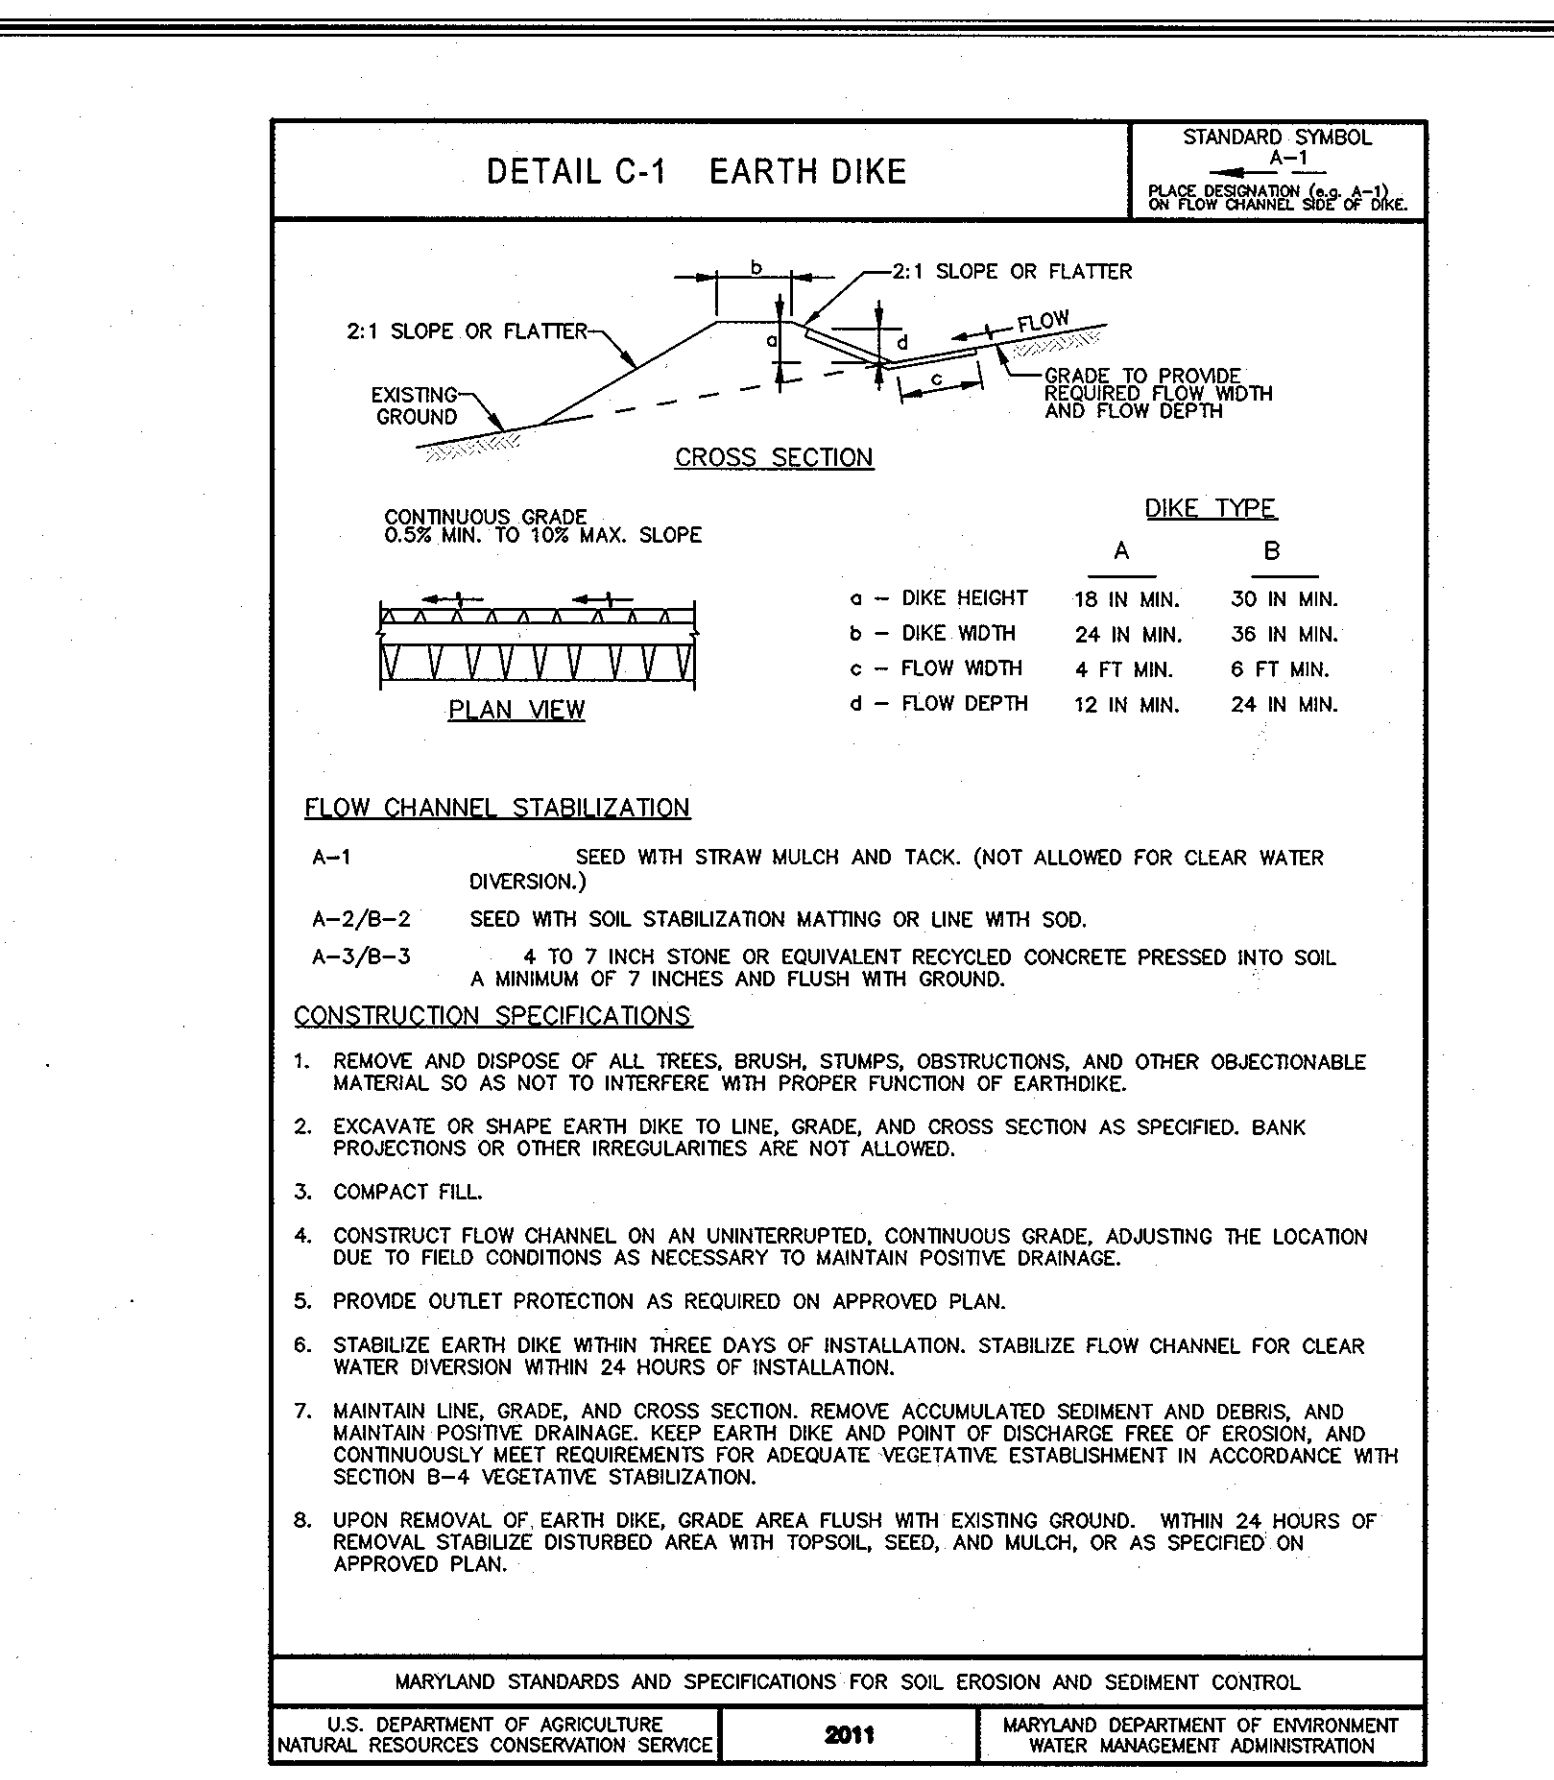 DETAIL C-1 EARTH DIKE
STANDARD SYMBOL
A-1
PLACE DESIGNATION (e.g. A-1)
ON FLOW CHANNEL SIDE OF DIKE.
b
2:1 SLOPE OR FLATTER
2:1 SLOPE OR FLATTER
a
d
FLOW
c
EXISTING
GROUND
GRADE TO PROVIDE
REQUIRED FLOW WIDTH
AND FLOW DEPTH
CROSS SECTION
CONTINUOUS GRADE
0.5% MIN. TO 10% MAX. SLOPE
PLAN VIEW
DIKE TYPE
A B
a - DIKE HEIGHT 18 IN MIN. 30 IN MIN.
b - DIKE WIDTH 24 IN MIN. 36 IN MIN.
c - FLOW WIDTH 4 FT MIN. 6 FT MIN.
d - FLOW DEPTH 12 IN MIN. 24 IN MIN.
FLOW CHANNEL STABILIZATION
A-1 SEED WITH STRAW MULCH AND TACK. (NOT ALLOWED FOR CLEAR WATER
DIVERSION.)
A-2/B-2 SEED WITH SOIL STABILIZATION MATTING OR LINE WITH SOD.
A-3/B-3 4 TO 7 INCH STONE OR EQUIVALENT RECYCLED CONCRETE PRESSED INTO SOIL
A MINIMUM OF 7 INCHES AND FLUSH WITH GROUND.
CONSTRUCTION SPECIFICATIONS
1. REMOVE AND DISPOSE OF ALL TREES, BRUSH, STUMPS, OBSTRUCTIONS, AND OTHER OBJECTIONABLE
MATERIAL SO AS NOT TO INTERFERE WITH PROPER FUNCTION OF EARTHDIKE.
2. EXCAVATE OR SHAPE EARTH DIKE TO LINE, GRADE, AND CROSS SECTION AS SPECIFIED. BANK
PROJECTIONS OR OTHER IRREGULARITIES ARE NOT ALLOWED.
3. COMPACT FILL.
4. CONSTRUCT FLOW CHANNEL ON AN UNINTERRUPTED, CONTINUOUS GRADE, ADJUSTING THE LOCATION
DUE TO FIELD CONDITIONS AS NECESSARY TO MAINTAIN POSITIVE DRAINAGE.
5. PROVIDE OUTLET PROTECTION AS REQUIRED ON APPROVED PLAN.
6. STABILIZE EARTH DIKE WITHIN THREE DAYS OF INSTALLATION. STABILIZE FLOW CHANNEL FOR CLEAR
WATER DIVERSION WITHIN 24 HOURS OF INSTALLATION.
7. MAINTAIN LINE, GRADE, AND CROSS SECTION. REMOVE ACCUMULATED SEDIMENT AND DEBRIS, AND
MAINTAIN POSITIVE DRAINAGE. KEEP EARTH DIKE AND POINT OF DISCHARGE FREE OF EROSION, AND
CONTINUOUSLY MEET REQUIREMENTS FOR ADEQUATE VEGETATIVE ESTABLISHMENT IN ACCORDANCE WITH
SECTION B-4 VEGETATIVE STABILIZATION.
8. UPON REMOVAL OF EARTH DIKE, GRADE AREA FLUSH WITH EXISTING GROUND. WITHIN 24 HOURS OF
REMOVAL STABILIZE DISTURBED AREA WITH TOPSOIL, SEED, AND MULCH, OR AS SPECIFIED ON
APPROVED PLAN.
MARYLAND STANDARDS AND SPECIFICATIONS FOR SOIL EROSION AND SEDIMENT CONTROL
U.S. DEPARTMENT OF AGRICULTURE
NATURAL RESOURCES CONSERVATION SERVICE
2011
MARYLAND DEPARTMENT OF ENVIRONMENT
WATER MANAGEMENT ADMINISTRATION